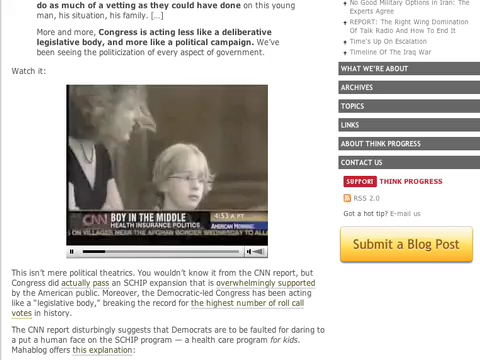 do as much of a vetting as they could have done on this young
man, his situation, his family. [...]
More and more, Congress is acting less like a deliberative
legislative body, and more like a political campaign. We've
been seeing the politicization of every aspect of government.
Watch it:
CNN
BOY IN THE MIDDLE
HEALTH INSURANCE POLITICS
4:53 A PT
AMERICAN MORNING
ON VILLAGES NEAR THE AFGHAN BORDER WEDNESDAY TO ALL
This isn't mere political theatrics. You wouldn't know it from the CNN report, but
Congress did actually pass an SCHIP expansion that is overwhelmingly supported
by the American public. Moreover, the Democratic-led Congress has been acting
like a "legislative body," breaking the record for the highest number of roll call
votes in history.
The CNN report disturbingly suggests that Democrats are to be faulted for daring to
a put a human face on the SCHIP program — a health care program for kids.
Mahablog offers this explanation:
No Good Military Options in Iran: The
Experts Agree
REPORT: The Right Wing Domination
Of Talk Radio And How To End It
Time's Up On Escalation
Timeline Of The Iraq War
WHAT WE'RE ABOUT
ARCHIVES
TOPICS
LINKS
ABOUT THINK PROGRESS
CONTACT US
SUPPORT THINK PROGRESS
RSS 2.0
Got a hot tip? E-mail us
Submit a Blog Post